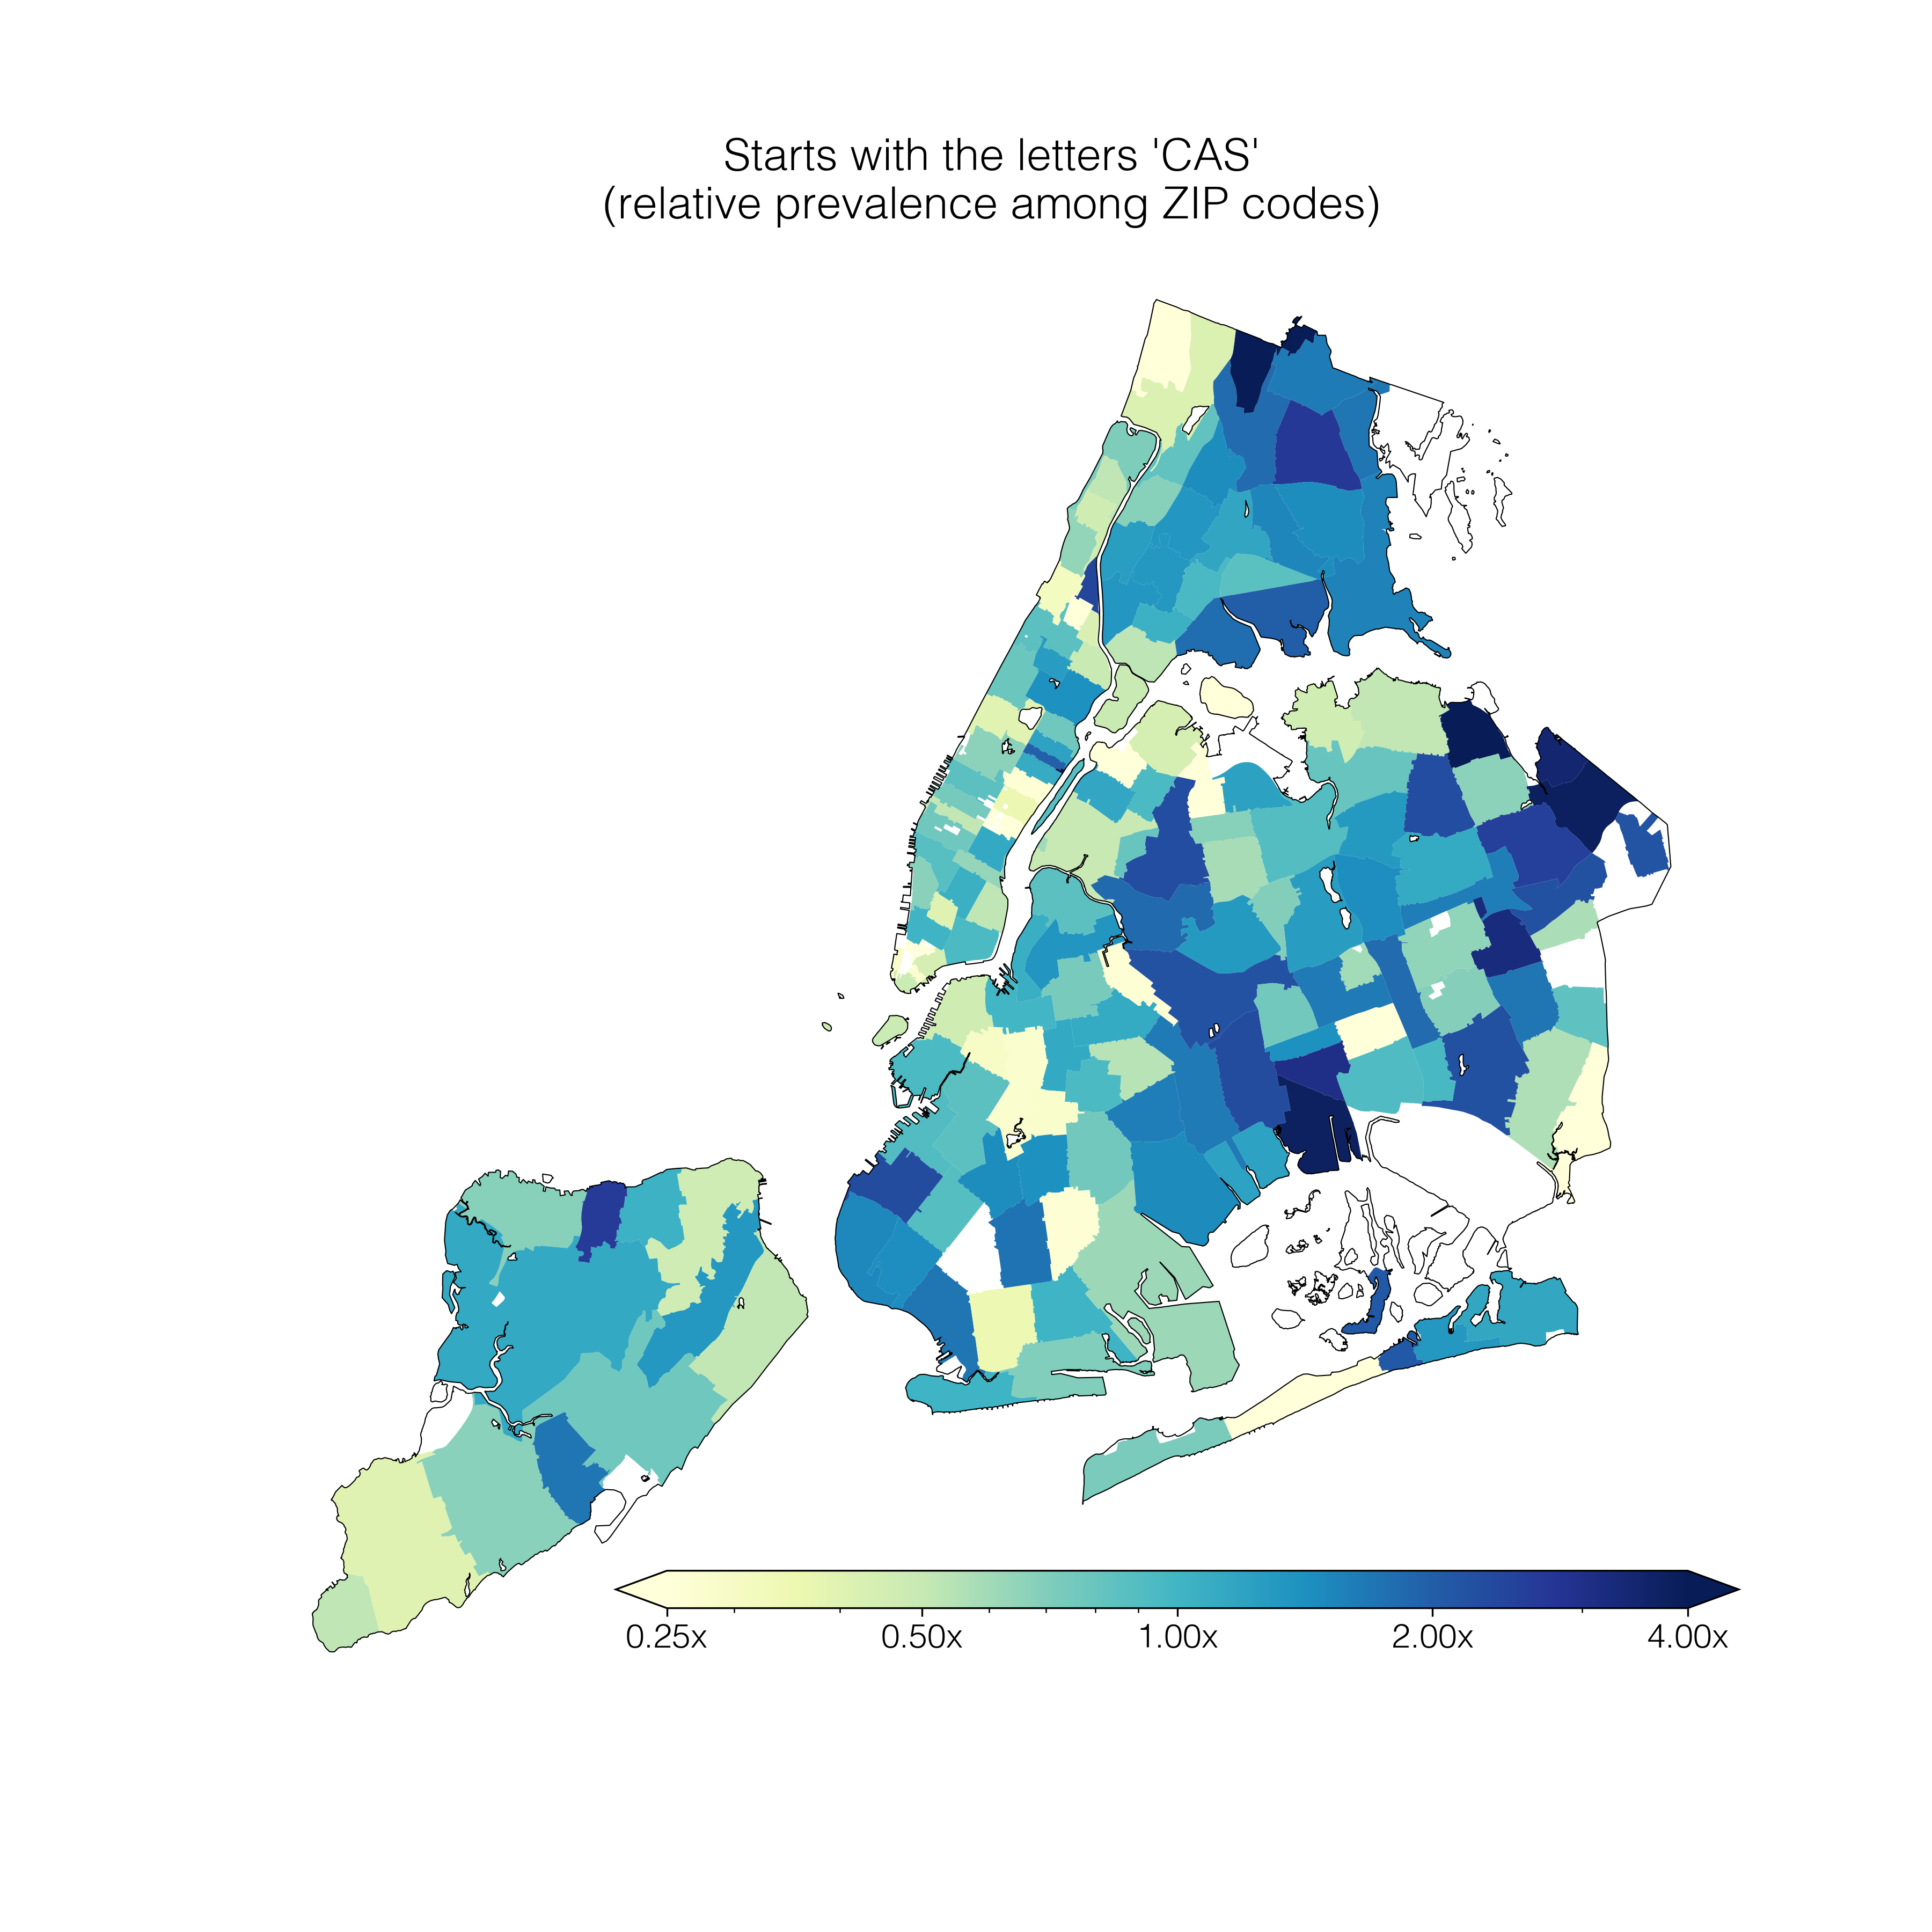 Starts with the letters 'CAS'
(relative prevalence among ZIP codes)
0.25x 0.50x 1.00x 2.00x 4.00x